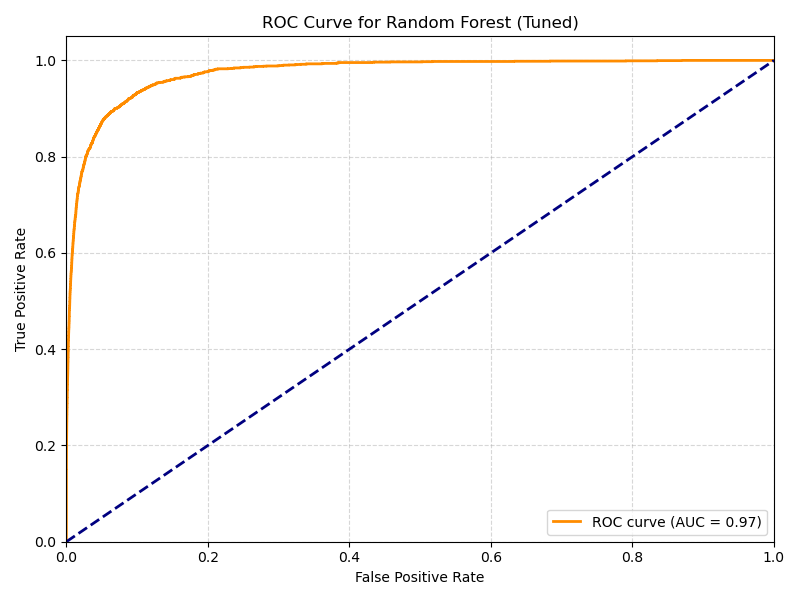 ROC Curve for Random Forest (Tuned)
1.0
0.8
0.6
0.4
0.2
0.0
True Positive Rate
ROC curve (AUC = 0.97)
0.0 0.2 0.4 0.6 0.8 1.0
False Positive Rate